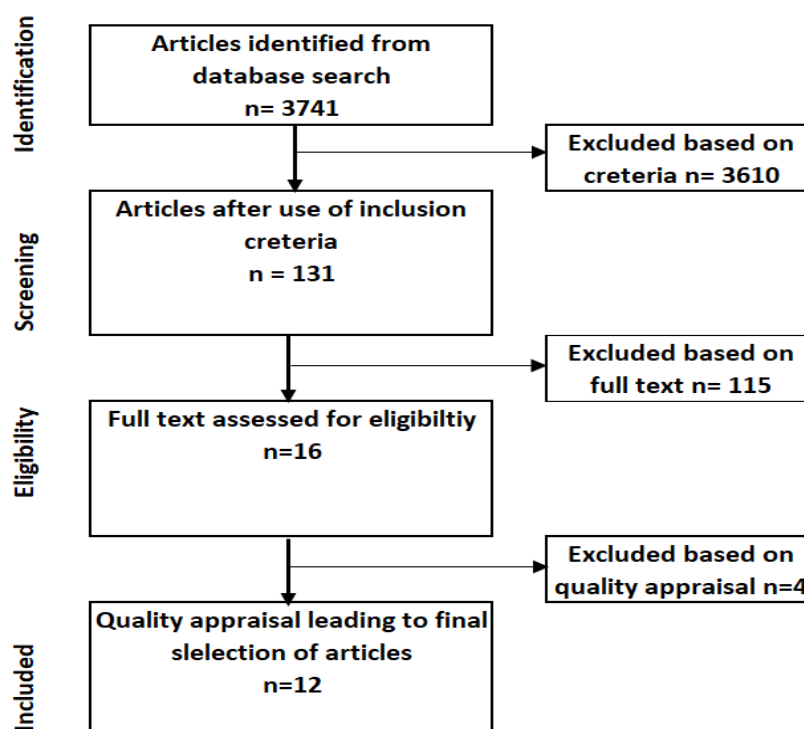 Identification
Articles identified from
database search
n= 3741
Excluded based on
creteria n= 3610
Screening
Articles after use of inclusion
creteria
n = 131
Excluded based on
full text n= 115
Eligibility
Full text assessed for eligibiltiy
n=16
Excluded based on
quality appraisal n=4
Included
Quality appraisal leading to final
slelection of articles
n=12